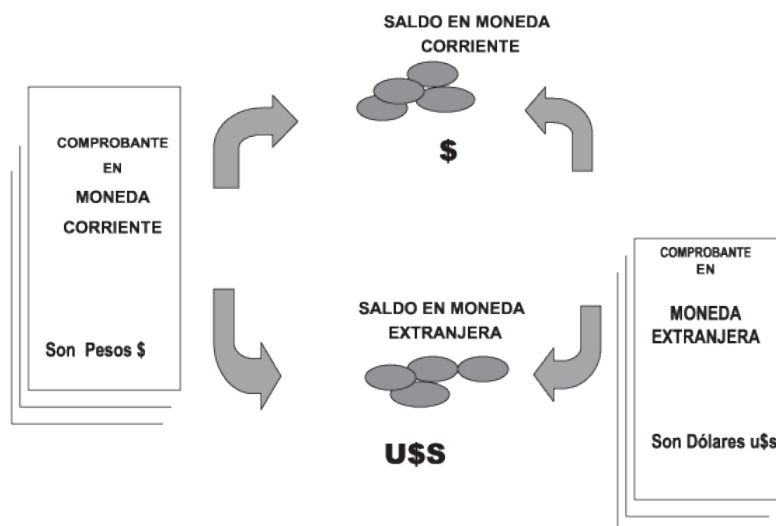 SALDO EN MONEDA
CORRIENTE
$
COMPROBANTE
EN
MONEDA
CORRIENTE
Son Pesos $
SALDO EN MONEDA
EXTRANJERA
U$S
COMPROBANTE
EN
MONEDA
EXTRANJERA
Son Dólares u$s